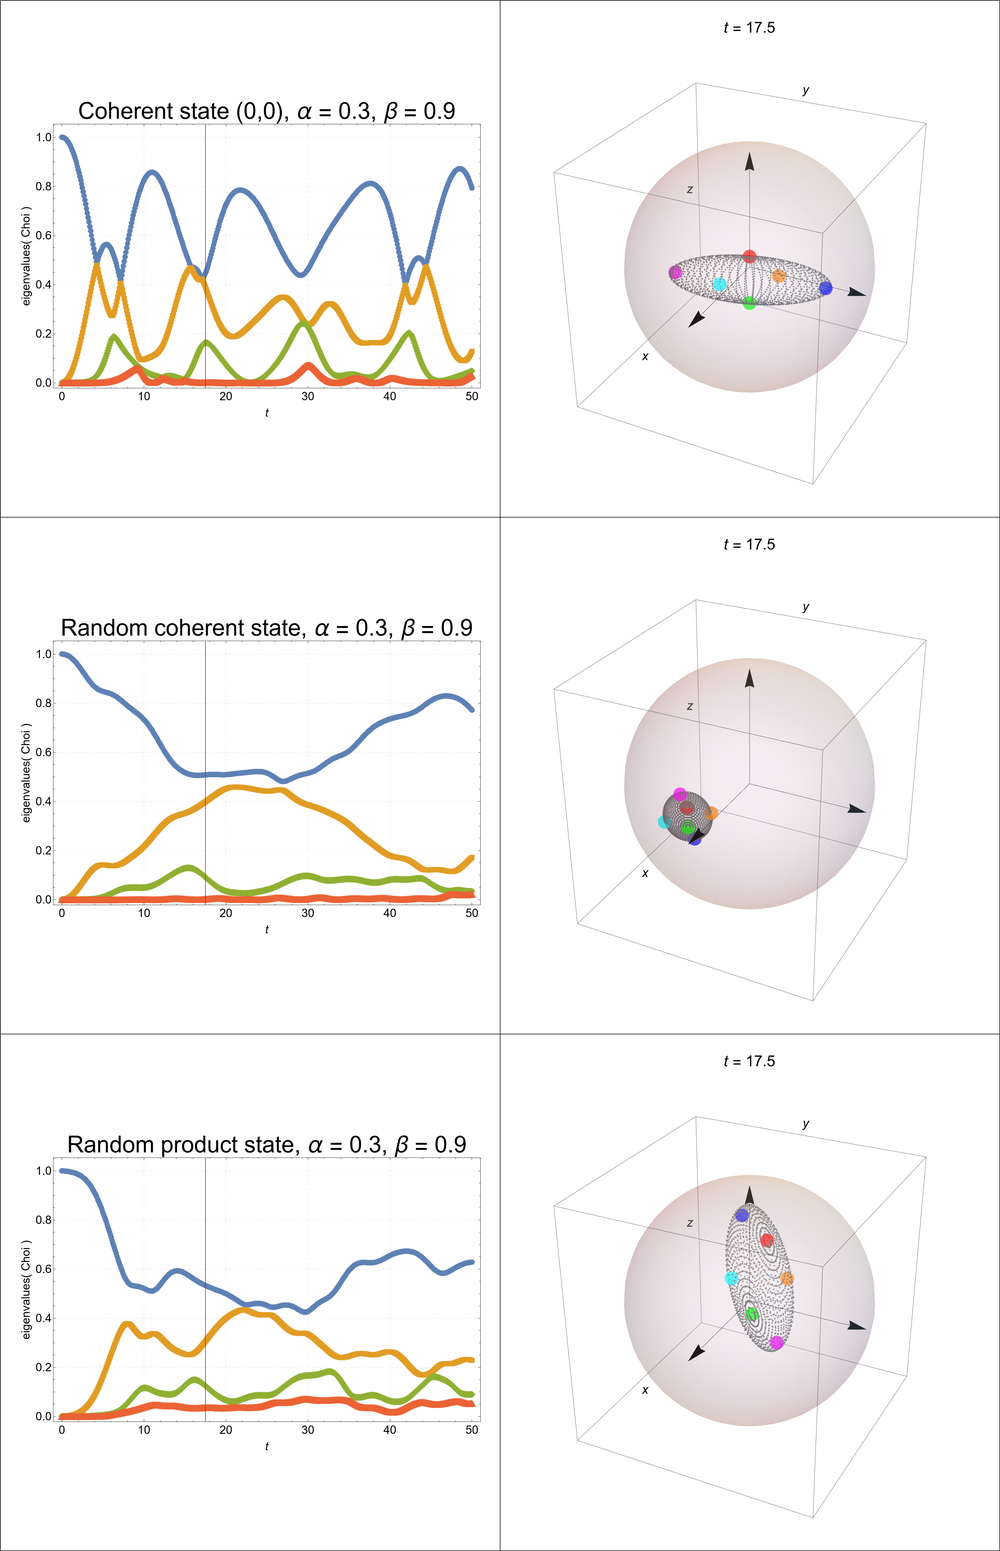 Coherent state (0,0), α = 0.3, β = 0.9
eigenvalues( Choi )
1.0
0.8
0.6
0.4
0.2
0.0
0 10 20 30 40 50
t
t = 17.5
y
z
x
Random coherent state, α = 0.3, β = 0.9
eigenvalues( Choi )
1.0
0.8
0.6
0.4
0.2
0.0
0 10 20 30 40 50
t
t = 17.5
y
z
x
Random product state, α = 0.3, β = 0.9
eigenvalues( Choi )
1.0
0.8
0.6
0.4
0.2
0.0
0 10 20 30 40 50
t
t = 17.5
y
z
x